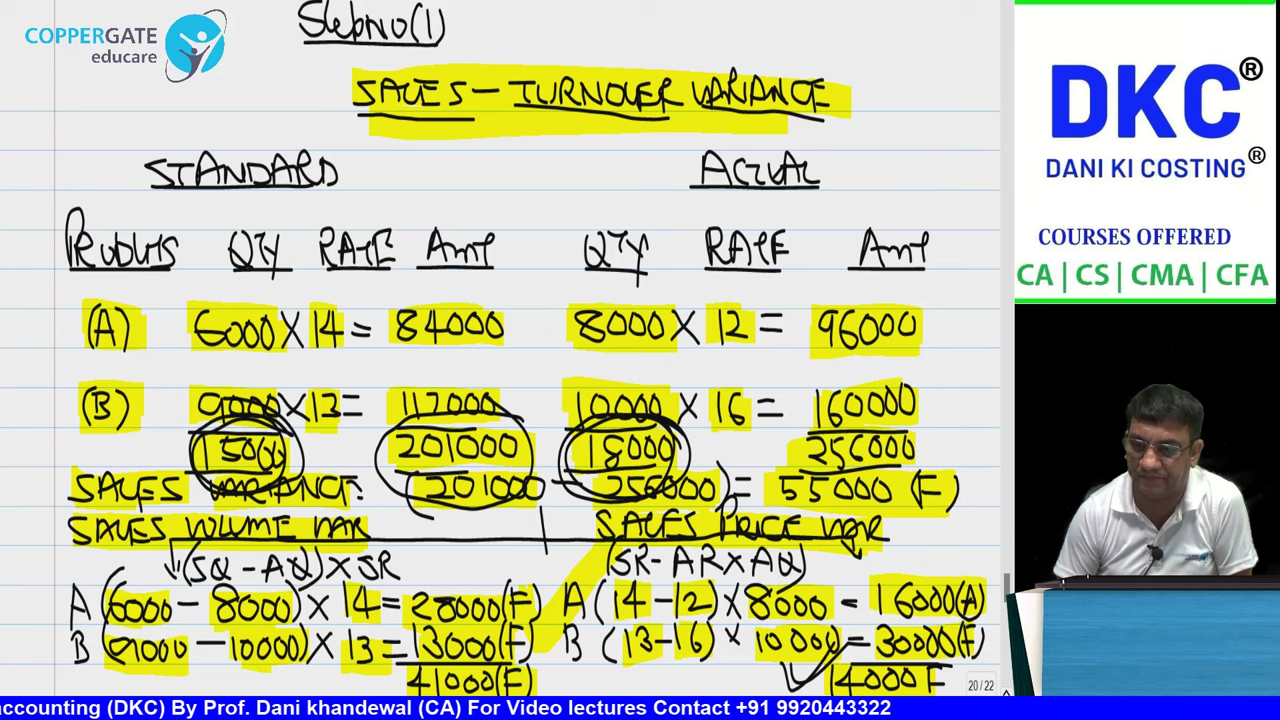 StepNo(1)
COPPERGATE
educare
SALES - TURNOVER VARIANCE
STANDARD ACTUAL
PRODUCTS QTY RATE Amt QTY RATE Amt
(A) 6000 X 14 = 84000 8000 X 12 = 96000
(B) 9000 X 13 = 117000 10000 X 16 = 160000
15000 201000 18000 256000
SALES VARIANCE: (201000 - 256000) = 55000 (F)
SALES VOLUME VAR SALES PRICE VAR
(SQ - AQ) X SR (SR - AR X AQ)
A (6000 - 8000) X 14 = 28000(F) A (14 - 12) X 8000 = 16000(A)
B (9000 - 10000) X 13 = 13000(F) B (13 - 16) X 10000 = 30000(F)
41000(F) 14000 F
20 / 22
DKC®
DANI KI COSTING®
COURSES OFFERED
CA | CS | CMA | CFA
accounting (DKC) By Prof. Dani khandewal (CA) For Video lectures Contact +91 9920443322